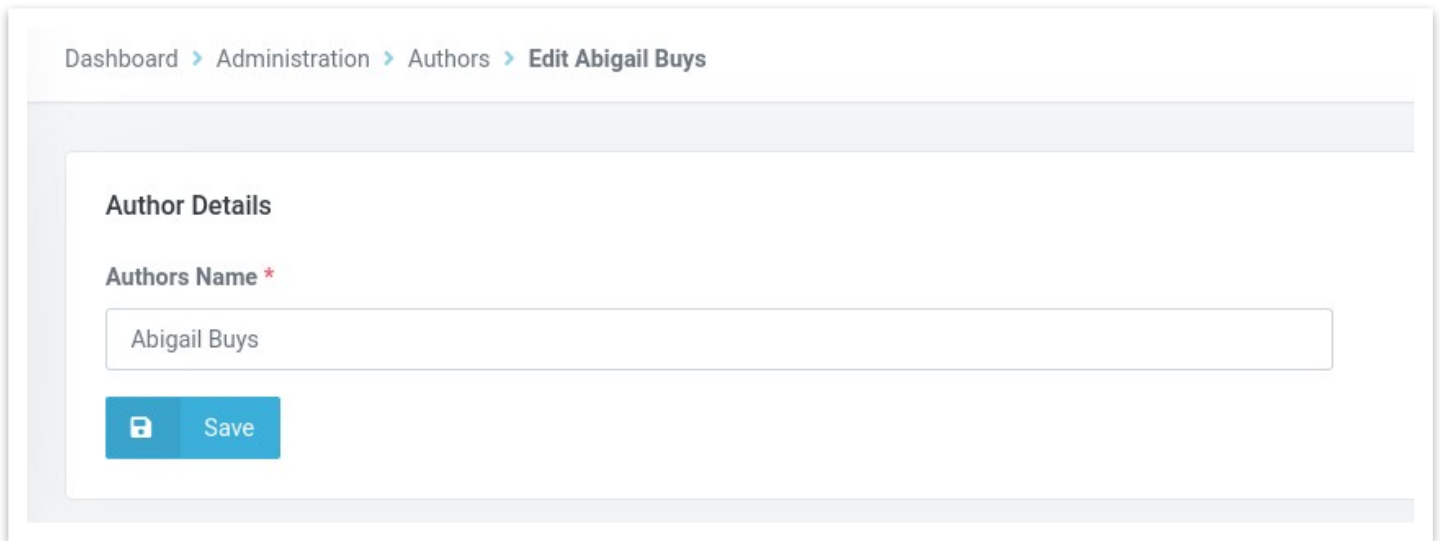 Dashboard > Administration > Authors > Edit Abigail Buys
Author Details
Authors Name *
Abigail Buys
Save